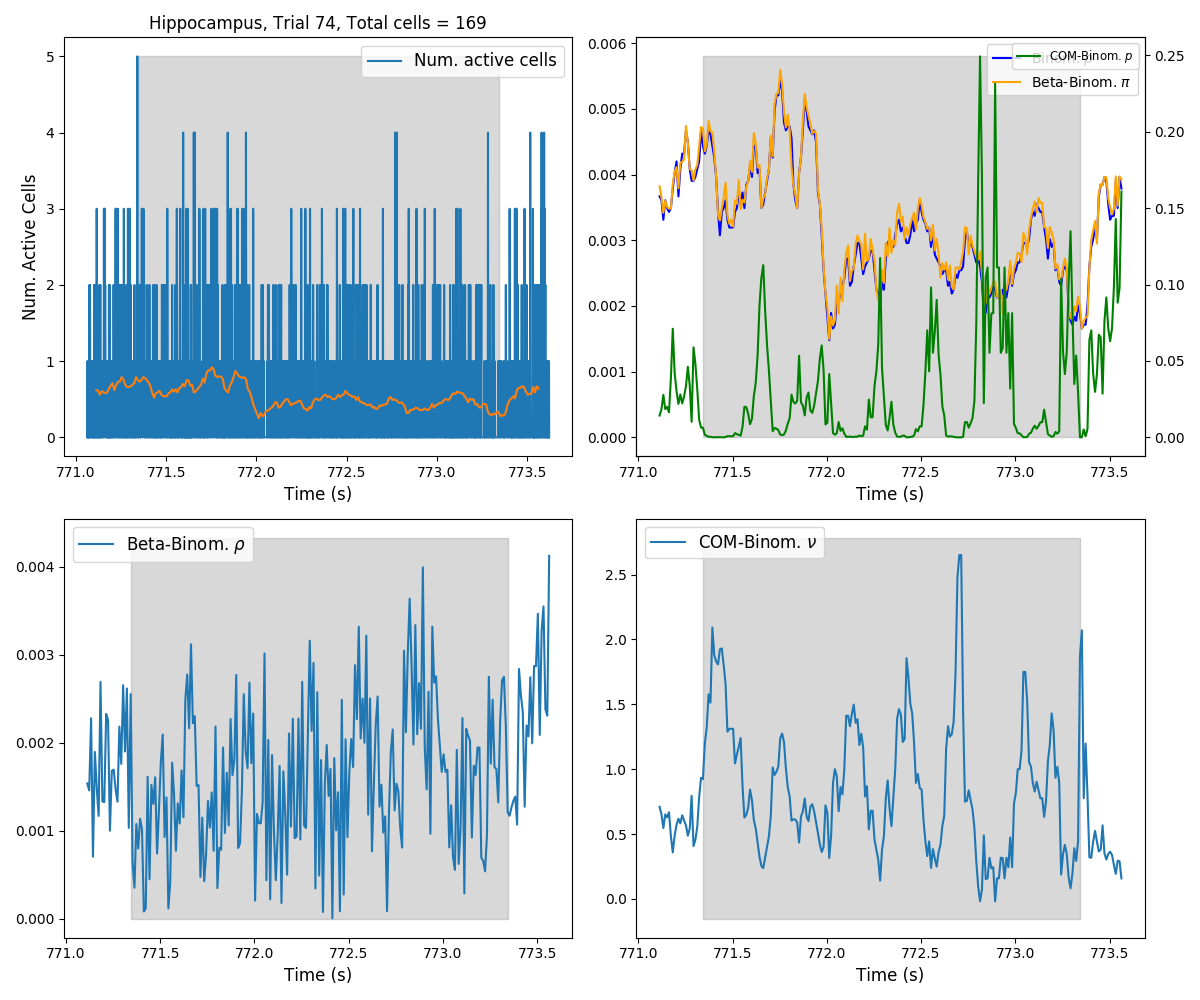 Hippocampus, Trial 74, Total cells = 169
Num. active cells
Num. Active Cells
5
4
3
2
1
0
771.0 771.5 772.0 772.5 773.0 773.5
Time (s)
COM-Binom. p
Beta-Binom. π
0.006
0.005
0.004
0.003
0.002
0.001
0.000
0.25
0.20
0.15
0.10
0.05
0.00
771.0 771.5 772.0 772.5 773.0 773.5
Time (s)
Beta-Binom. ρ
0.004
0.003
0.002
0.001
0.000
771.0 771.5 772.0 772.5 773.0 773.5
Time (s)
COM-Binom. ν
2.5
2.0
1.5
1.0
0.5
0.0
771.0 771.5 772.0 772.5 773.0 773.5
Time (s)